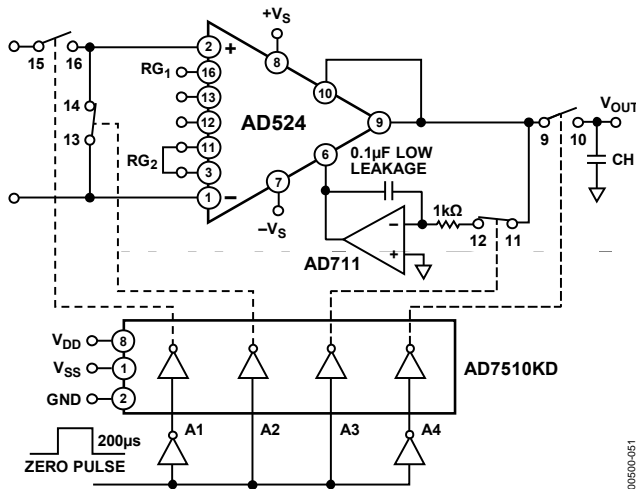 +VS
15
16
2
+
8
RG1
16
14
13
10
12
AD524
9
VOUT
13
11
6
0.1µF LOW
LEAKAGE
9
10
CH
RG2
3
7
1
–
–VS
1kΩ
–
12
11
+
AD711
VDD
8
VSS
1
AD7510KD
GND
2
A1
A2
A3
A4
200µs
ZERO PULSE
00500-051